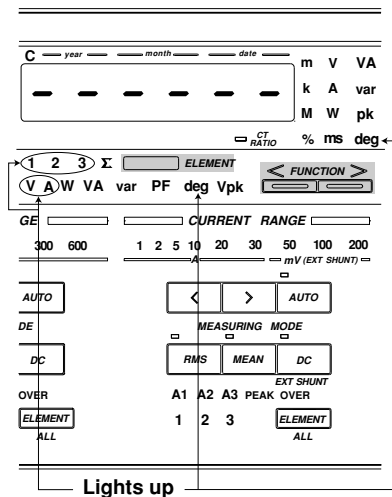 C year month date m V VA
k A var
M W pk
CT RATIO % ms deg
1 2 3 Σ ELEMENT
< FUNCTION >
V A W VA var PF deg Vpk
GE CURRENT RANGE
300 600 1 2 5 10 20 30 50 100 200
A mV (EXT SHUNT)
AUTO < > AUTO
DE MEASURING MODE
DC RMS MEAN DC
EXT SHUNT
OVER A1 A2 A3 PEAK OVER
ELEMENT 1 2 3 ELEMENT
ALL ALL
Lights up